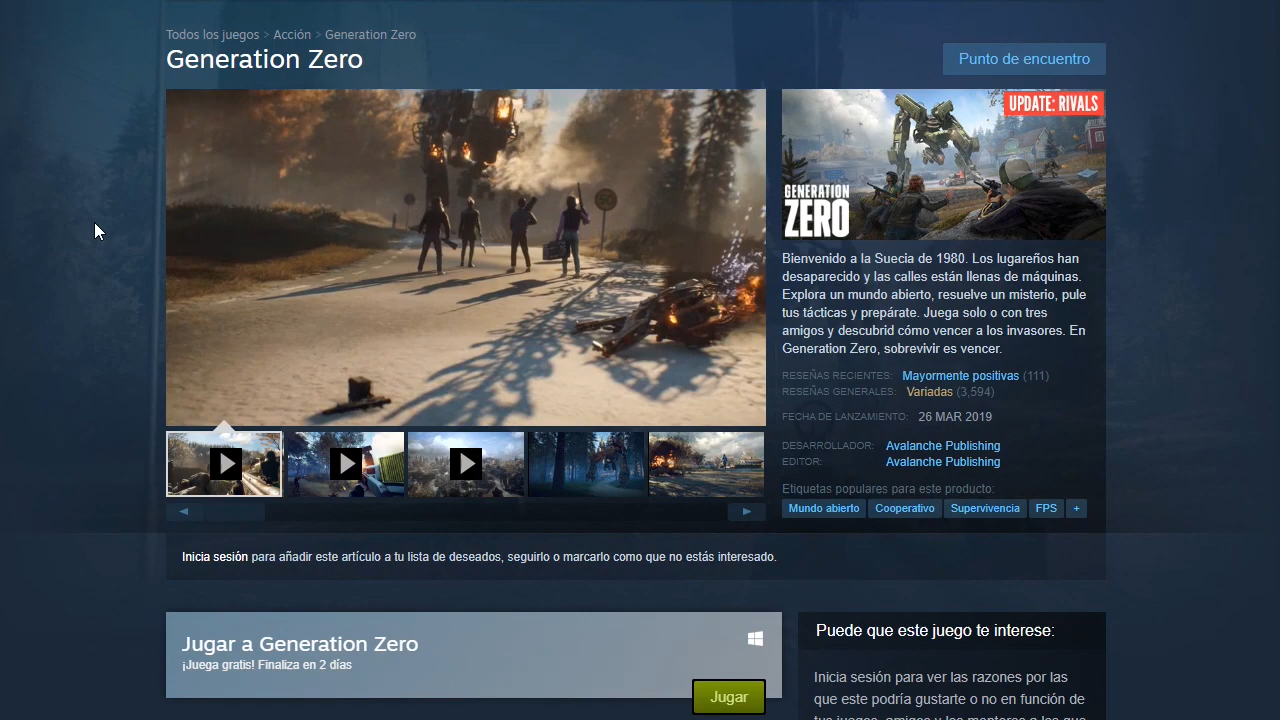 Todos los juegos > Acción > Generation Zero
Generation Zero
Punto de encuentro
UPDATE: RIVALS
GENERATION
ZERO
Bienvenido a la Suecia de 1980. Los lugareños han
desaparecido y las calles están llenas de máquinas.
Explora un mundo abierto, resuelve un misterio, pule
tus tácticas y prepárate. Juega solo o con tres
amigos y descubrid cómo vencer a los invasores. En
Generation Zero, sobrevivir es vencer.
RESEÑAS RECIENTES: Mayormente positivas (111)
RESEÑAS GENERALES: Variadas (3,594)
FECHA DE LANZAMIENTO: 26 MAR 2019
DESARROLLADOR: Avalanche Publishing
EDITOR: Avalanche Publishing
Etiquetas populares para este producto:
Mundo abierto Cooperativo Supervivencia FPS +
Inicia sesión para añadir este artículo a tu lista de deseados, seguirlo o marcarlo como que no estás interesado.
Jugar a Generation Zero
¡Juega gratis! Finaliza en 2 días
Jugar
Puede que este juego te interese:
Inicia sesión para ver las razones por las
que este podría gustarte o no en función de